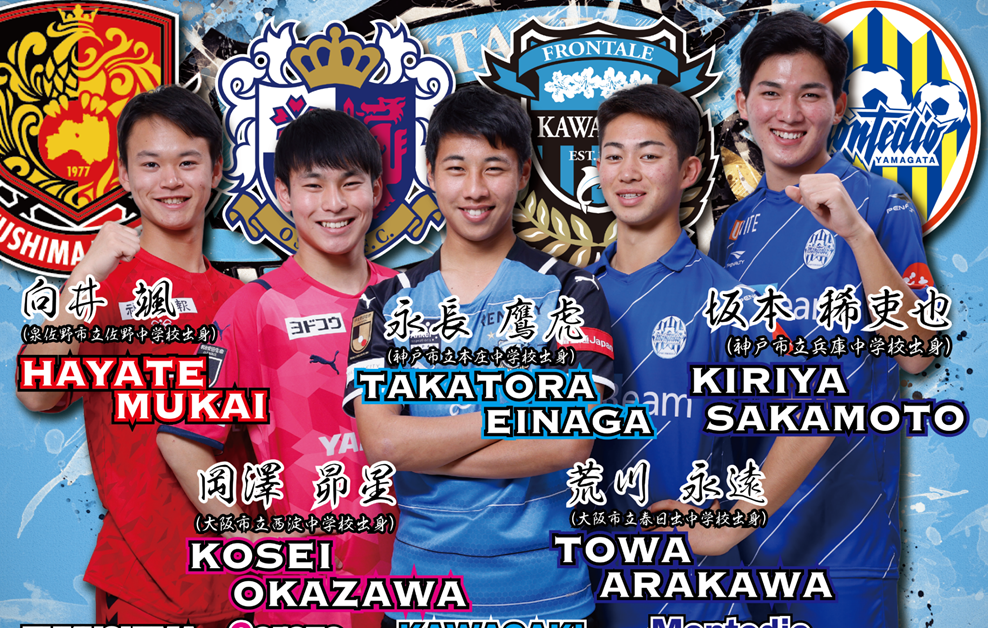 FRONTALE
1977
YAMAGATA
向井 颯
(泉佐野市立佐野中学校出身)
HAYATE
MUKAI
永長 鷹虎
(神戸市立本庄中学校出身)
TAKATORA
EINAGA
坂本 稀吏也
(神戸市立兵庫中学校出身)
KIRIYA
SAKAMOTO
ヨドコウ
岡澤 昴星
(大阪市立西淀中学校出身)
KOSEI
OKAZAWA
荒川 永遠
(大阪市立春日出中学校出身)
TOWA
ARAKAWA